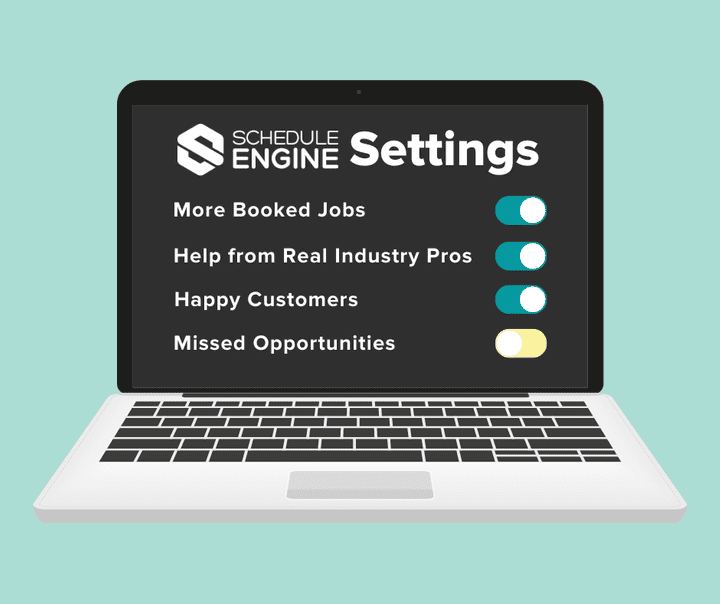 SCHEDULE
ENGINE Settings
More Booked Jobs
Help from Real Industry Pros
Happy Customers
Missed Opportunities